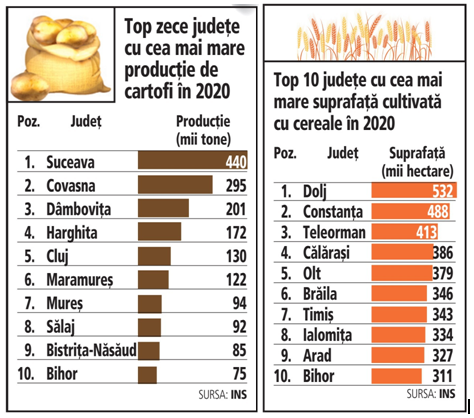 Top zece județe
cu cea mai mare
producție de
cartofi în 2020
Poz. Județ Producție
(mii tone)
1. Suceava 440
2. Covasna 295
3. Dâmbovița 201
4. Harghita 172
5. Cluj 130
6. Maramureș 122
7. Mureș 94
8. Sălaj 92
9. Bistrița-Năsăud 85
10. Bihor 75
SURSA: INS
Top 10 județe cu cea mai
mare suprafață cultivată
cu cereale în 2020
Poz. Județ Suprafață
(mii hectare)
1. Dolj 532
2. Constanța 488
3. Teleorman 413
4. Călărași 386
5. Olt 379
6. Brăila 346
7. Timiș 343
8. Ialomița 334
9. Arad 327
10. Bihor 311
SURSA: INS